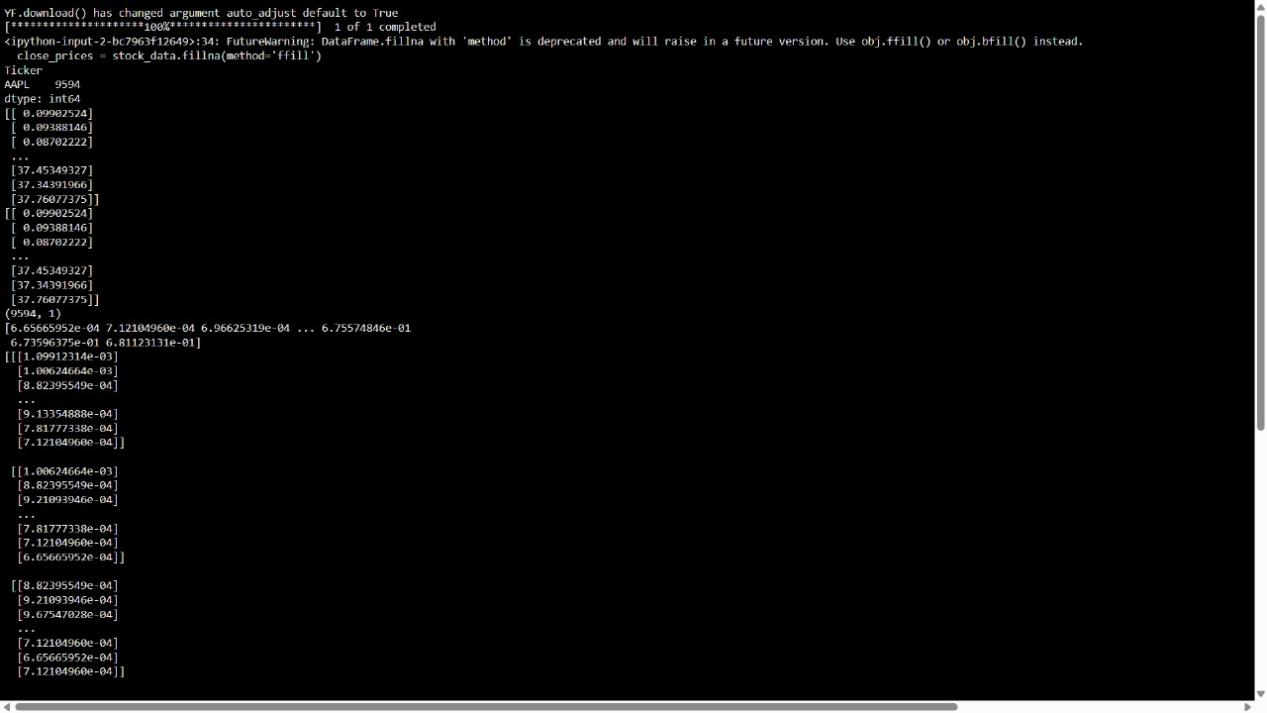 YF.download() has changed argument auto_adjust default to True
[*********************100%***********************]  1 of 1 completed
<ipython-input-2-bc7963f12649>:34: FutureWarning: DataFrame.fillna with 'method' is deprecated and will raise in a future version. Use obj.ffill() or obj.bfill() instead.
  close_prices = stock_data.fillna(method='ffill')
Ticker
AAPL    9594
dtype: int64
[[ 0.09902524]
 [ 0.09388146]
 [ 0.08702222]
 ...
 [37.45349327]
 [37.34391966]
 [37.76077375]]
[[ 0.09902524]
 [ 0.09388146]
 [ 0.08702222]
 ...
 [37.45349327]
 [37.34391966]
 [37.76077375]]
(9594, 1)
[6.65665952e-04 7.12104960e-04 6.96625319e-04 ... 6.75574846e-01
 6.73596375e-01 6.81123131e-01]
[[[1.09912314e-03]
  [1.00624664e-03]
  [8.82395549e-04]
  ...
  [9.13354888e-04]
  [7.81777338e-04]
  [7.12104960e-04]]

 [[1.00624664e-03]
  [8.82395549e-04]
  [9.21093946e-04]
  ...
  [7.81777338e-04]
  [7.12104960e-04]
  [6.65665952e-04]]

 [[8.82395549e-04]
  [9.21093946e-04]
  [9.67547028e-04]
  ...
  [7.12104960e-04]
  [6.65665952e-04]
  [7.12104960e-04]]